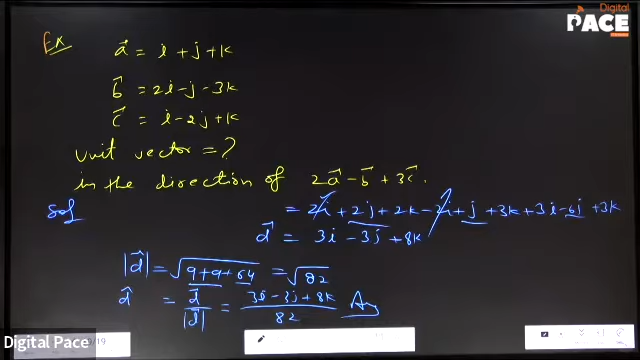 Digital
PACE
Ex
a⃗ = i + j + k
b⃗ = 2i - j - 3k
c⃗ = i - 2j + k
Unit vector = ?
in the direction of 2a⃗ - b⃗ + 3c⃗.
Sol
= 2i + 2j + 2k - 2i + j + 3k + 3i - 6j + 3k
d⃗ = 3i - 3j + 8k
|d⃗| = √9+9+64 = √82
d̂ = d⃗/|d⃗| = 3i - 3j + 8k/82 Ans
Digital Pace
/19